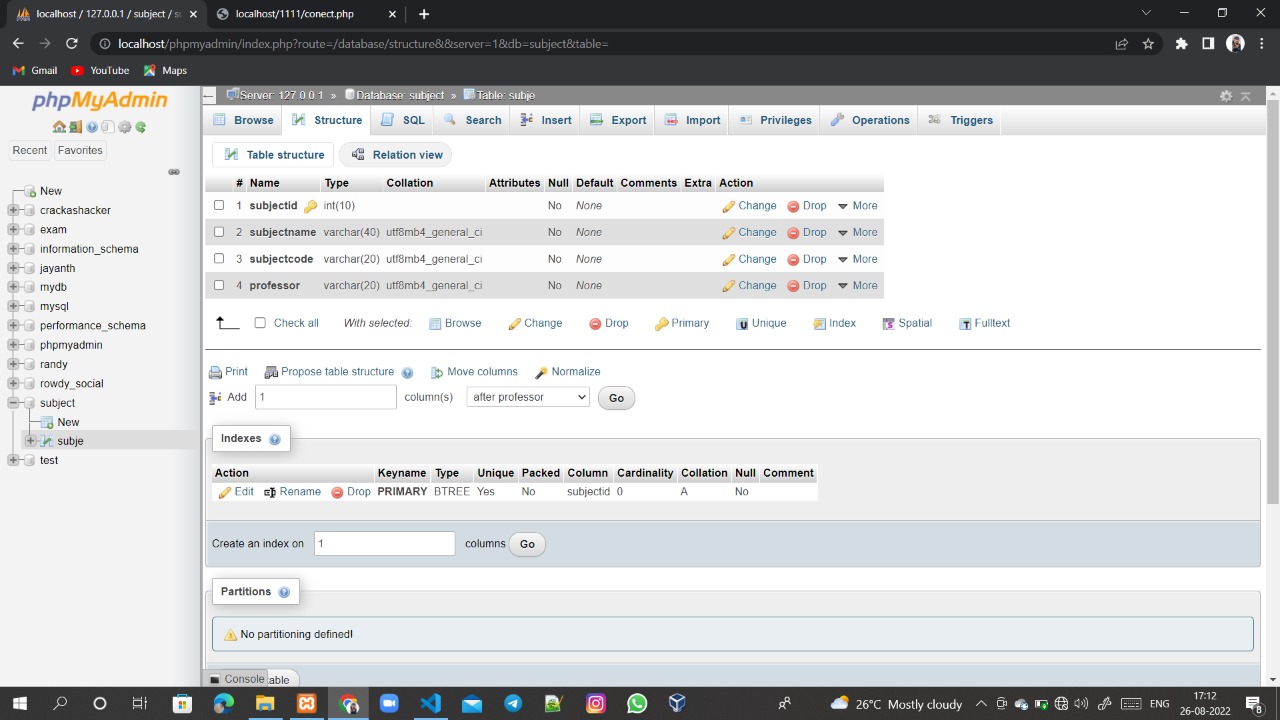 localhost / 127.0.0.1 / subject / s
localhost/1111/conect.php
localhost/phpmyadmin/index.php?route=/database/structure&&server=1&db=subject&table=
Gmail YouTube Maps
phpMyAdmin
Recent Favorites
New
crackashacker
exam
information_schema
jayanth
mydb
mysql
performance_schema
phpmyadmin
randy
rowdy_social
subject
New
subje
test
Server: 127.0.0.1 » Database: subject » Table: subje
Browse Structure SQL Search Insert Export Import Privileges Operations Triggers
Table structure Relation view
# Name Type Collation Attributes Null Default Comments Extra Action
1 subjectid int(10) No None Change Drop More
2 subjectname varchar(40) utf8mb4_general_ci No None Change Drop More
3 subjectcode varchar(20) utf8mb4_general_ci No None Change Drop More
4 professor varchar(20) utf8mb4_general_ci No None Change Drop More
Check all With selected: Browse Change Drop Primary Unique Index Spatial Fulltext
Print Propose table structure Move columns Normalize
Add 1 column(s) after professor Go
Indexes
Action Keyname Type Unique Packed Column Cardinality Collation Null Comment
Edit Rename Drop PRIMARY BTREE Yes No subjectid 0 A No
Create an index on 1 columns Go
Partitions
No partitioning defined!
Console able
26°C Mostly cloudy ENG 17:12
26-08-2022 8